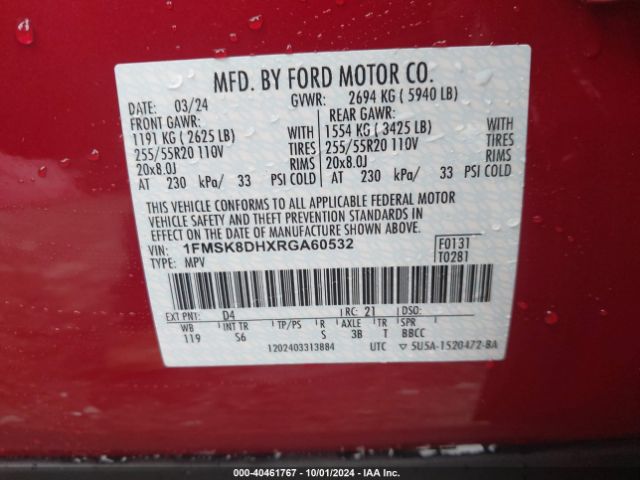 MFD. BY FORD MOTOR CO.
DATE: 03/24 GVWR: 2694 KG ( 5940 LB)
FRONT GAWR: REAR GAWR:
1191 KG ( 2625 LB) WITH 1554 KG ( 3425 LB) WITH
255/55R20 110V TIRES 255/55R20 110V TIRES
20x8.0J RIMS 20x8.0J RIMS
AT 230 kPa/ 33 PSI COLD AT 230 kPa/ 33 PSI COLD
THIS VEHICLE CONFORMS TO ALL APPLICABLE FEDERAL MOTOR
VEHICLE SAFETY AND THEFT PREVENTION STANDARDS IN
EFFECT ON THE DATE OF MANUFACTURE SHOWN ABOVE.
VIN: 1FMSK8DHXRGA60532 F0131
TYPE: MPV T0281
EXT PNT: D4 RC: 21 DSO:
WB INT TR TP/PS R AXLE TR SPR
119 S6 S 3B T BBCC
1202403313884 UTC ▽ 5U5A-1520472-BA
000-40461767 - 10/01/2024 - IAA Inc.